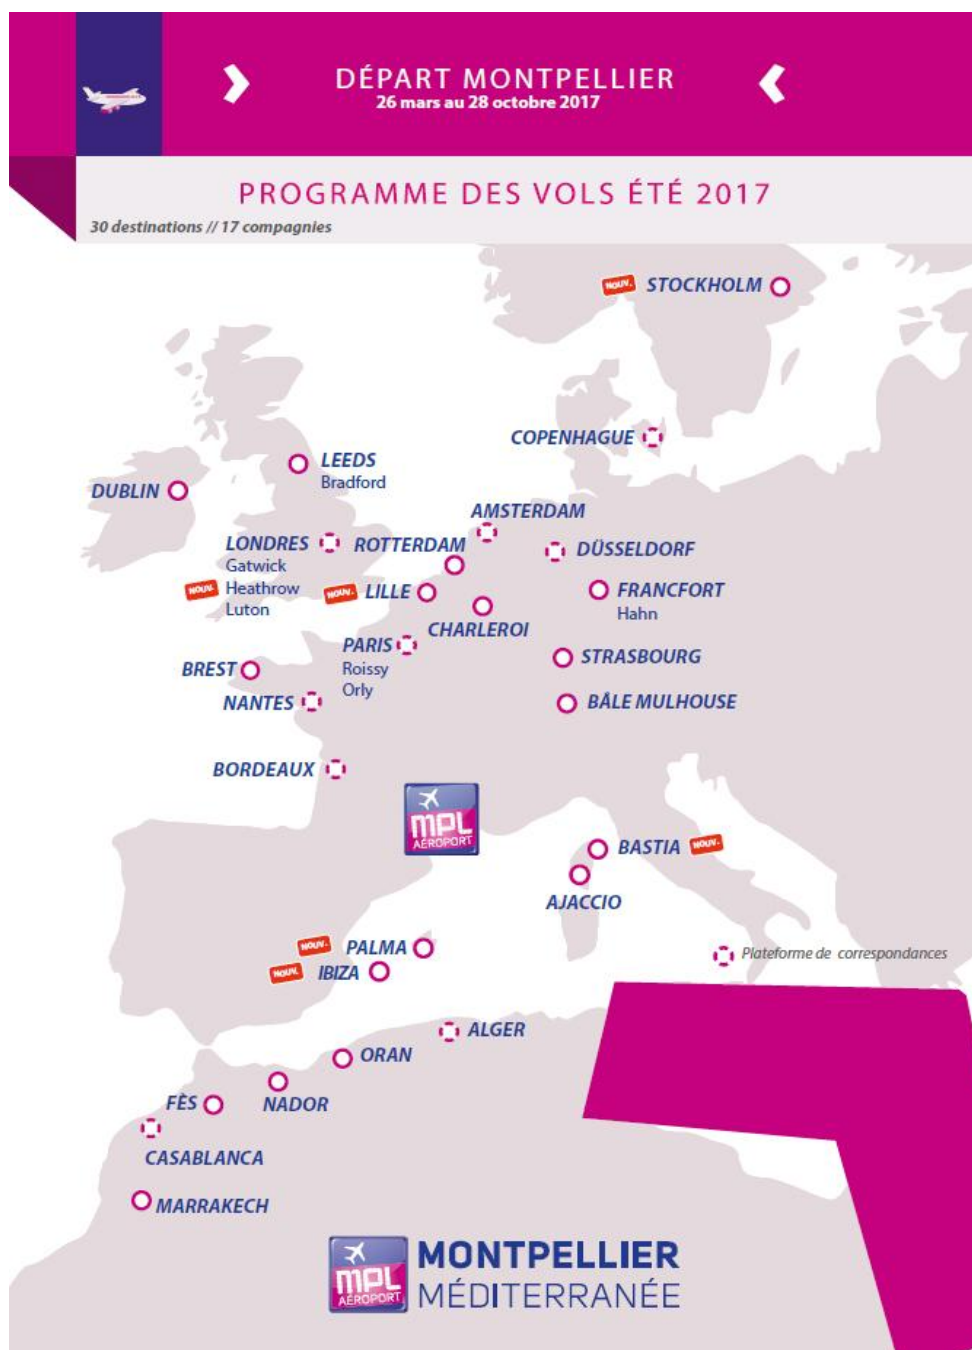 DÉPART MONTPELLIER
26 mars au 28 octobre 2017
PROGRAMME DES VOLS ÉTÉ 2017
30 destinations // 17 compagnies
NOUV. STOCKHOLM
COPENHAGUE
LEEDS
Bradford
DUBLIN
AMSTERDAM
LONDRES
Gatwick
NOUV. Heathrow
Luton
ROTTERDAM
DÜSSELDORF
NOUV. LILLE
FRANCFORT
Hahn
CHARLEROI
PARIS
Roissy
Orly
STRASBOURG
BREST
NANTES
BÂLE MULHOUSE
BORDEAUX
MPL
AÉROPORT
BASTIA NOUV.
AJACCIO
NOUV. PALMA
NOUV. IBIZA
Plateforme de correspondances
ALGER
ORAN
NADOR
FÈS
CASABLANCA
MARRAKECH
MPL
AÉROPORT
MONTPELLIER
MÉDITERRANÉE